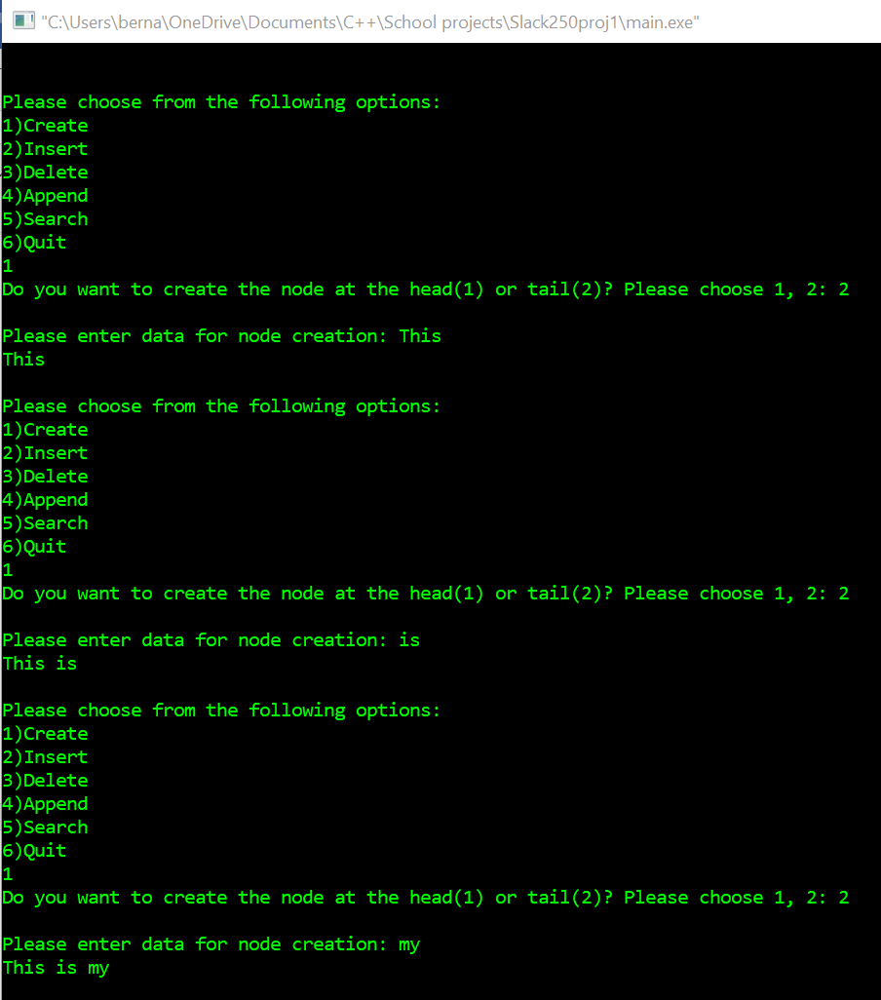 "C:\Users\berna\OneDrive\Documents\C++\School projects\Slack250proj1\main.exe"
Please choose from the following options:
1)Create
2)Insert
3)Delete
4)Append
5)Search
6)Quit
1
Do you want to create the node at the head(1) or tail(2)? Please choose 1, 2: 2
Please enter data for node creation: This
This
Please choose from the following options:
1)Create
2)Insert
3)Delete
4)Append
5)Search
6)Quit
1
Do you want to create the node at the head(1) or tail(2)? Please choose 1, 2: 2
Please enter data for node creation: is
This is
Please choose from the following options:
1)Create
2)Insert
3)Delete
4)Append
5)Search
6)Quit
1
Do you want to create the node at the head(1) or tail(2)? Please choose 1, 2: 2
Please enter data for node creation: my
This is my